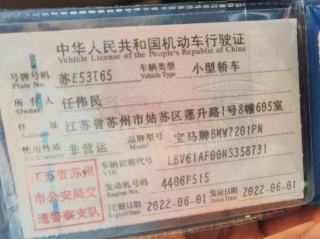 中华人民共和国机动车行驶证
Vehicle License of the People's Republic of China
号牌号码 苏E53T65 车辆类型 小型轿车
Plate No. Vehicle Type
所有人 任伟民
Owner
住址 江苏省苏州市姑苏区莲升路1号8幢605室
使用性质 非营运 品牌型号 宝马牌BMW7201PN
Use Character
车辆识别代号 LBV61AF00NS358731
江苏省苏州
市公安局交
通警察支队
发动机号码 4406F515
注册日期 2022-06-01 发证日期 2022-06-01